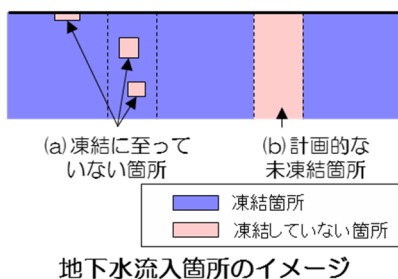 (a)凍結に至って
いない箇所
(b)計画的な
未凍結箇所
凍結箇所
凍結していない箇所
地下水流入箇所のイメージ